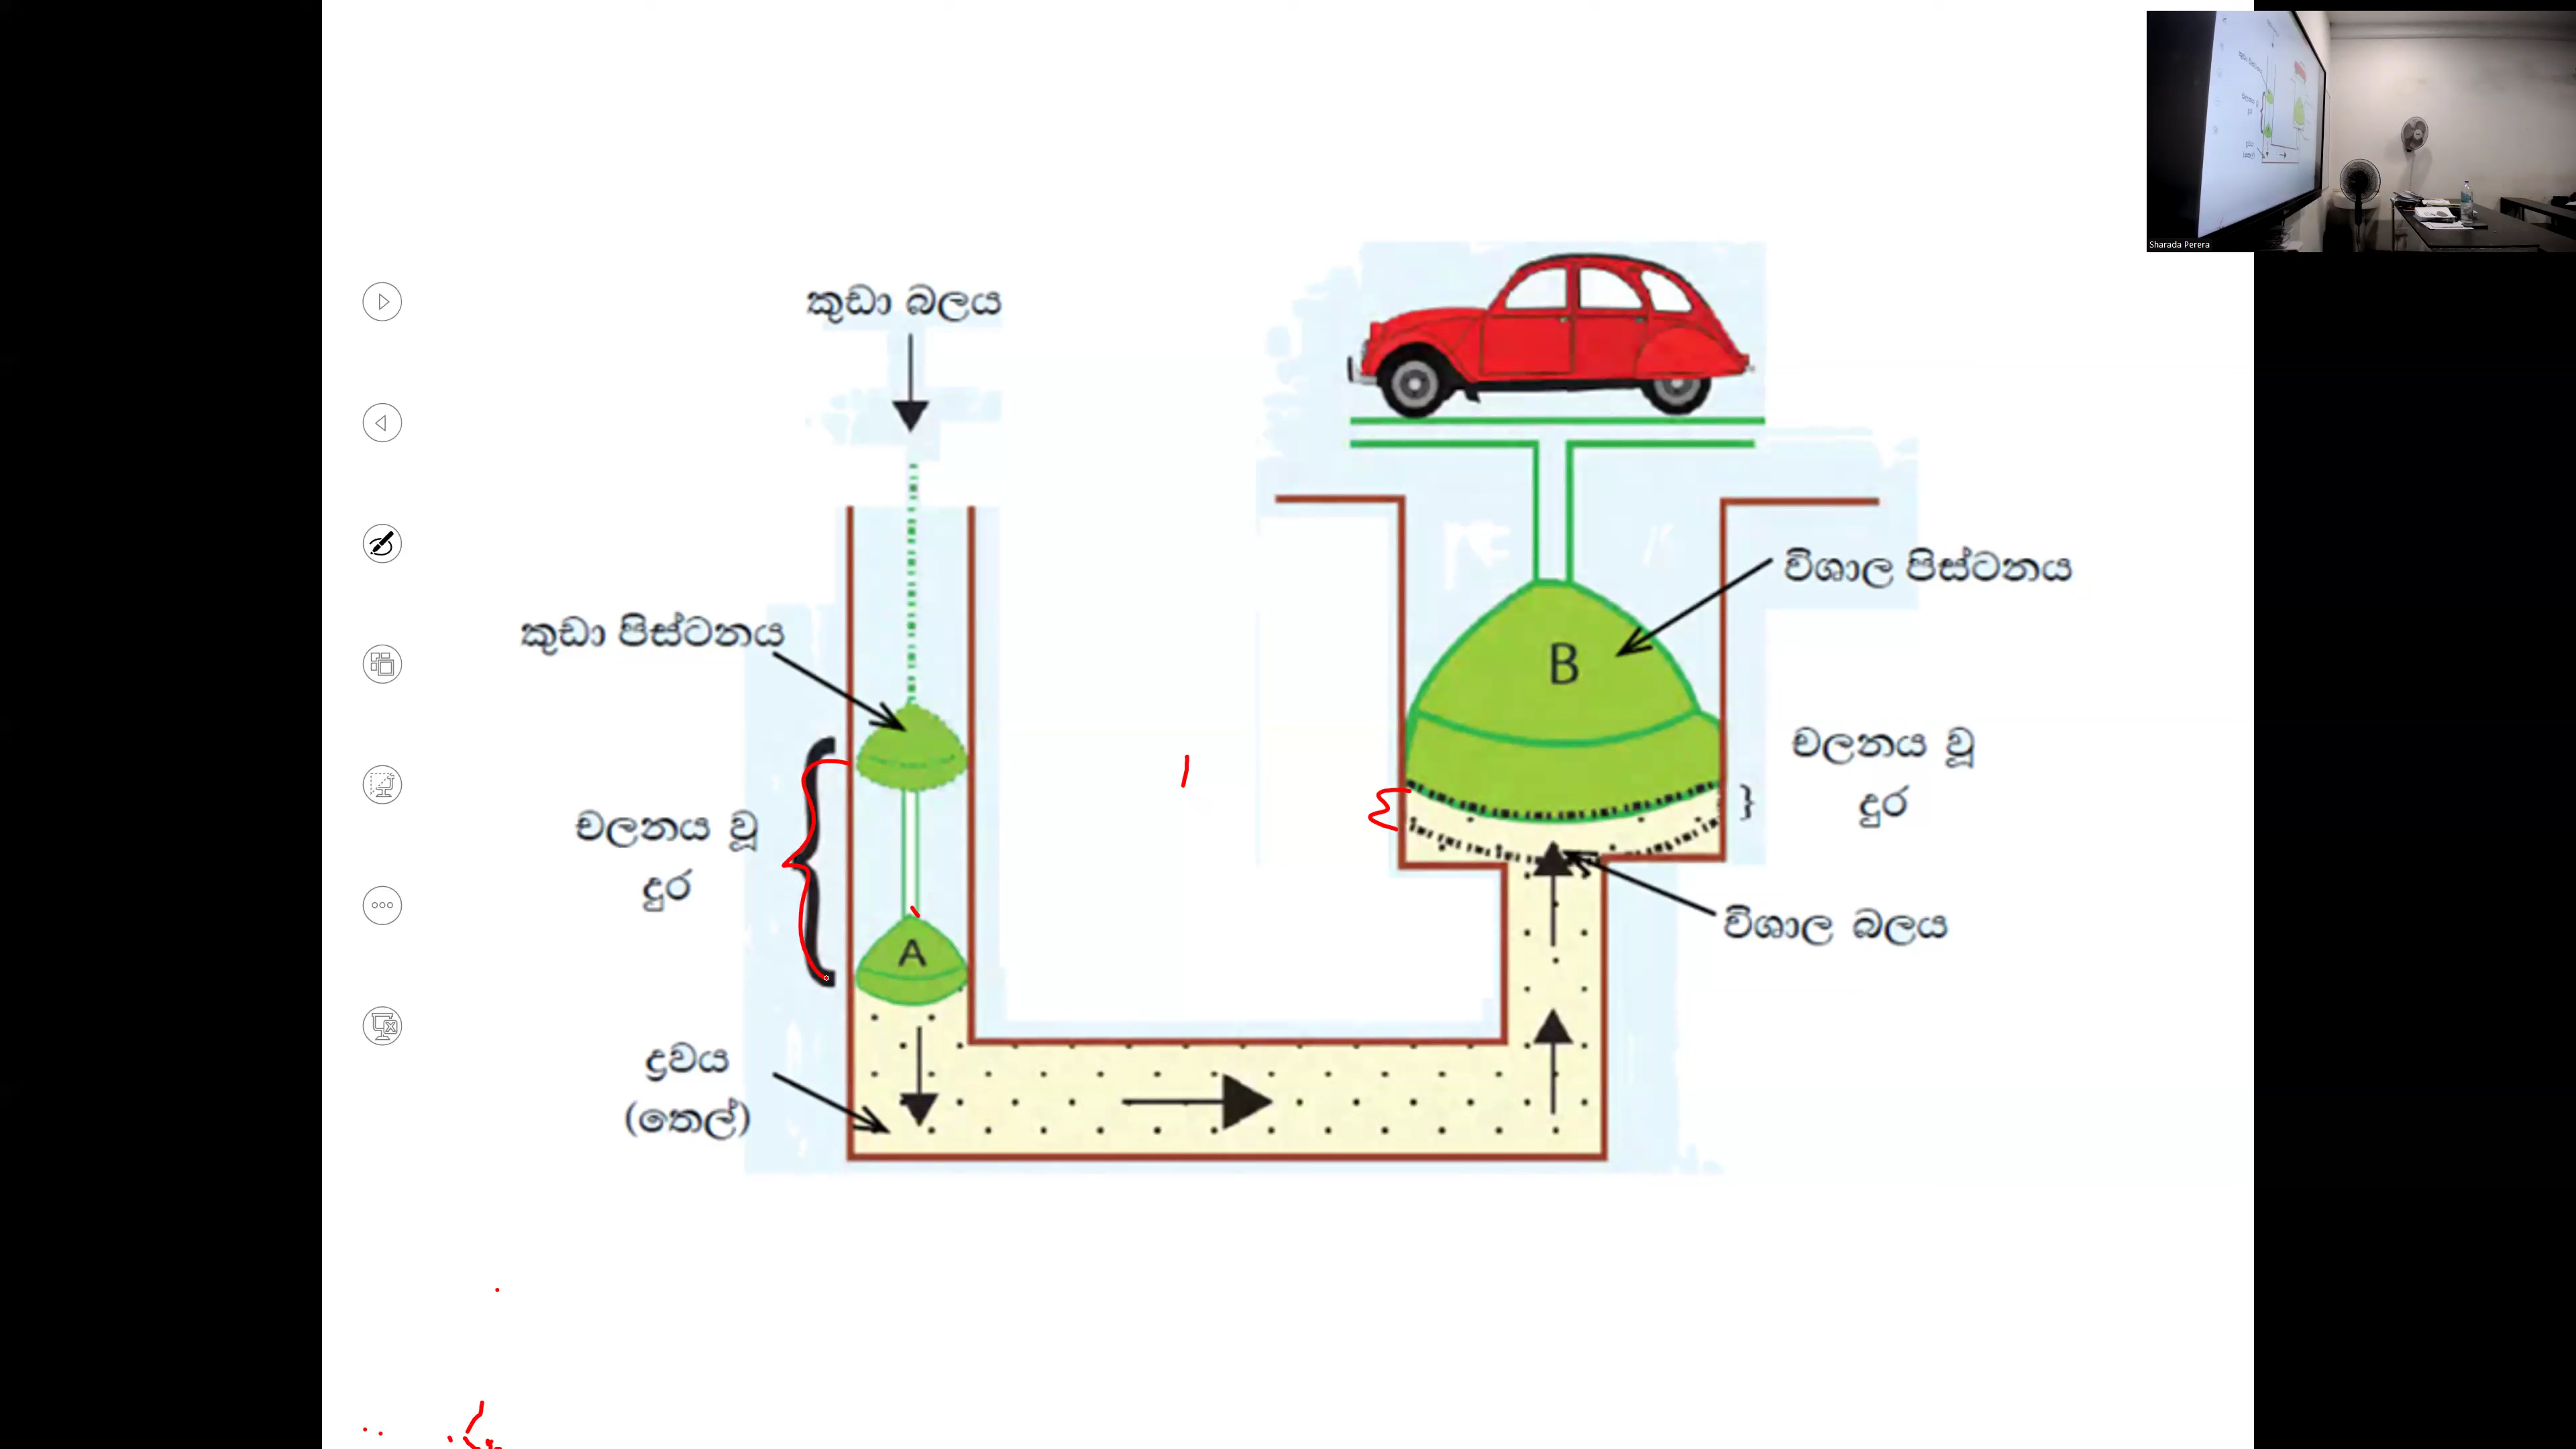 Sharada Perera
කුඩා බලය
විශාල පිස්ටනය
කුඩා පිස්ටනය
B
චලනය වූ
දුර
චලනය වූ
දුර
A
විශාල බලය
ද්‍රවය
(තෙල්)